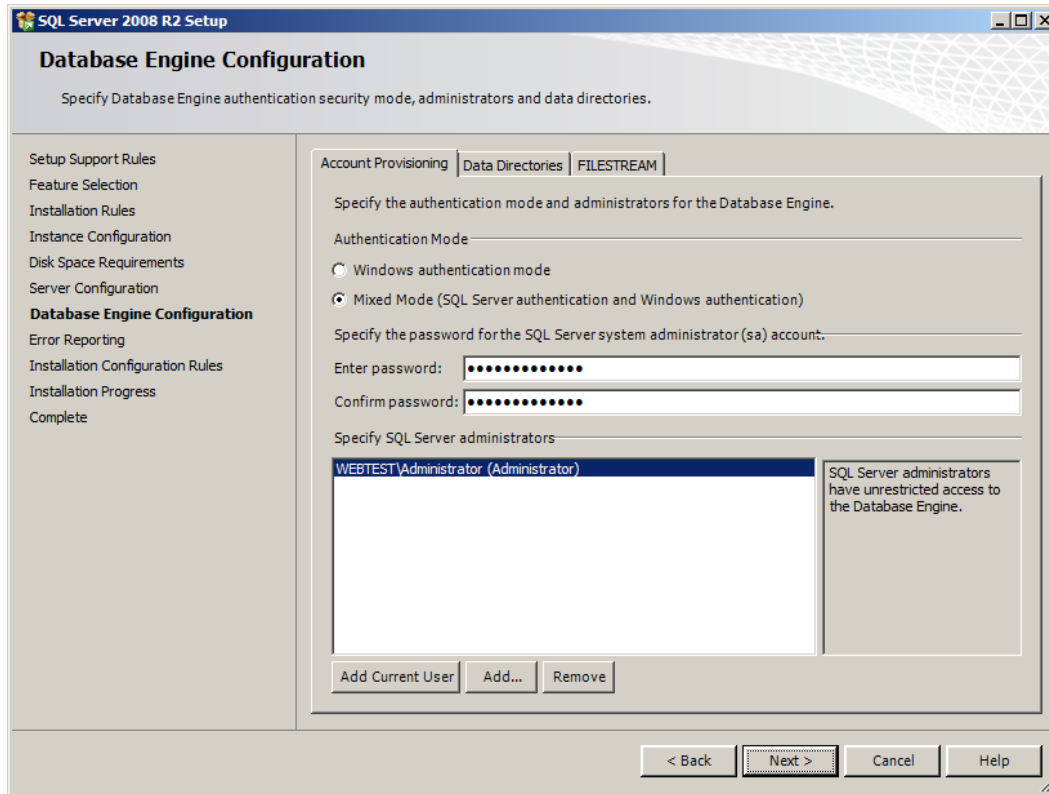 SQL Server 2008 R2 Setup
Database Engine Configuration
Specify Database Engine authentication security mode, administrators and data directories.
Setup Support Rules
Feature Selection
Installation Rules
Instance Configuration
Disk Space Requirements
Server Configuration
Database Engine Configuration
Error Reporting
Installation Configuration Rules
Installation Progress
Complete
Account Provisioning
Data Directories
FILESTREAM
Specify the authentication mode and administrators for the Database Engine.
Authentication Mode
Windows authentication mode
Mixed Mode (SQL Server authentication and Windows authentication)
Specify the password for the SQL Server system administrator (sa) account.
Enter password: •••••••••••••
Confirm password: •••••••••••••
Specify SQL Server administrators
WEBTEST\Administrator (Administrator)
SQL Server administrators
have unrestricted access to
the Database Engine.
Add Current User
Add...
Remove
< Back
Next >
Cancel
Help